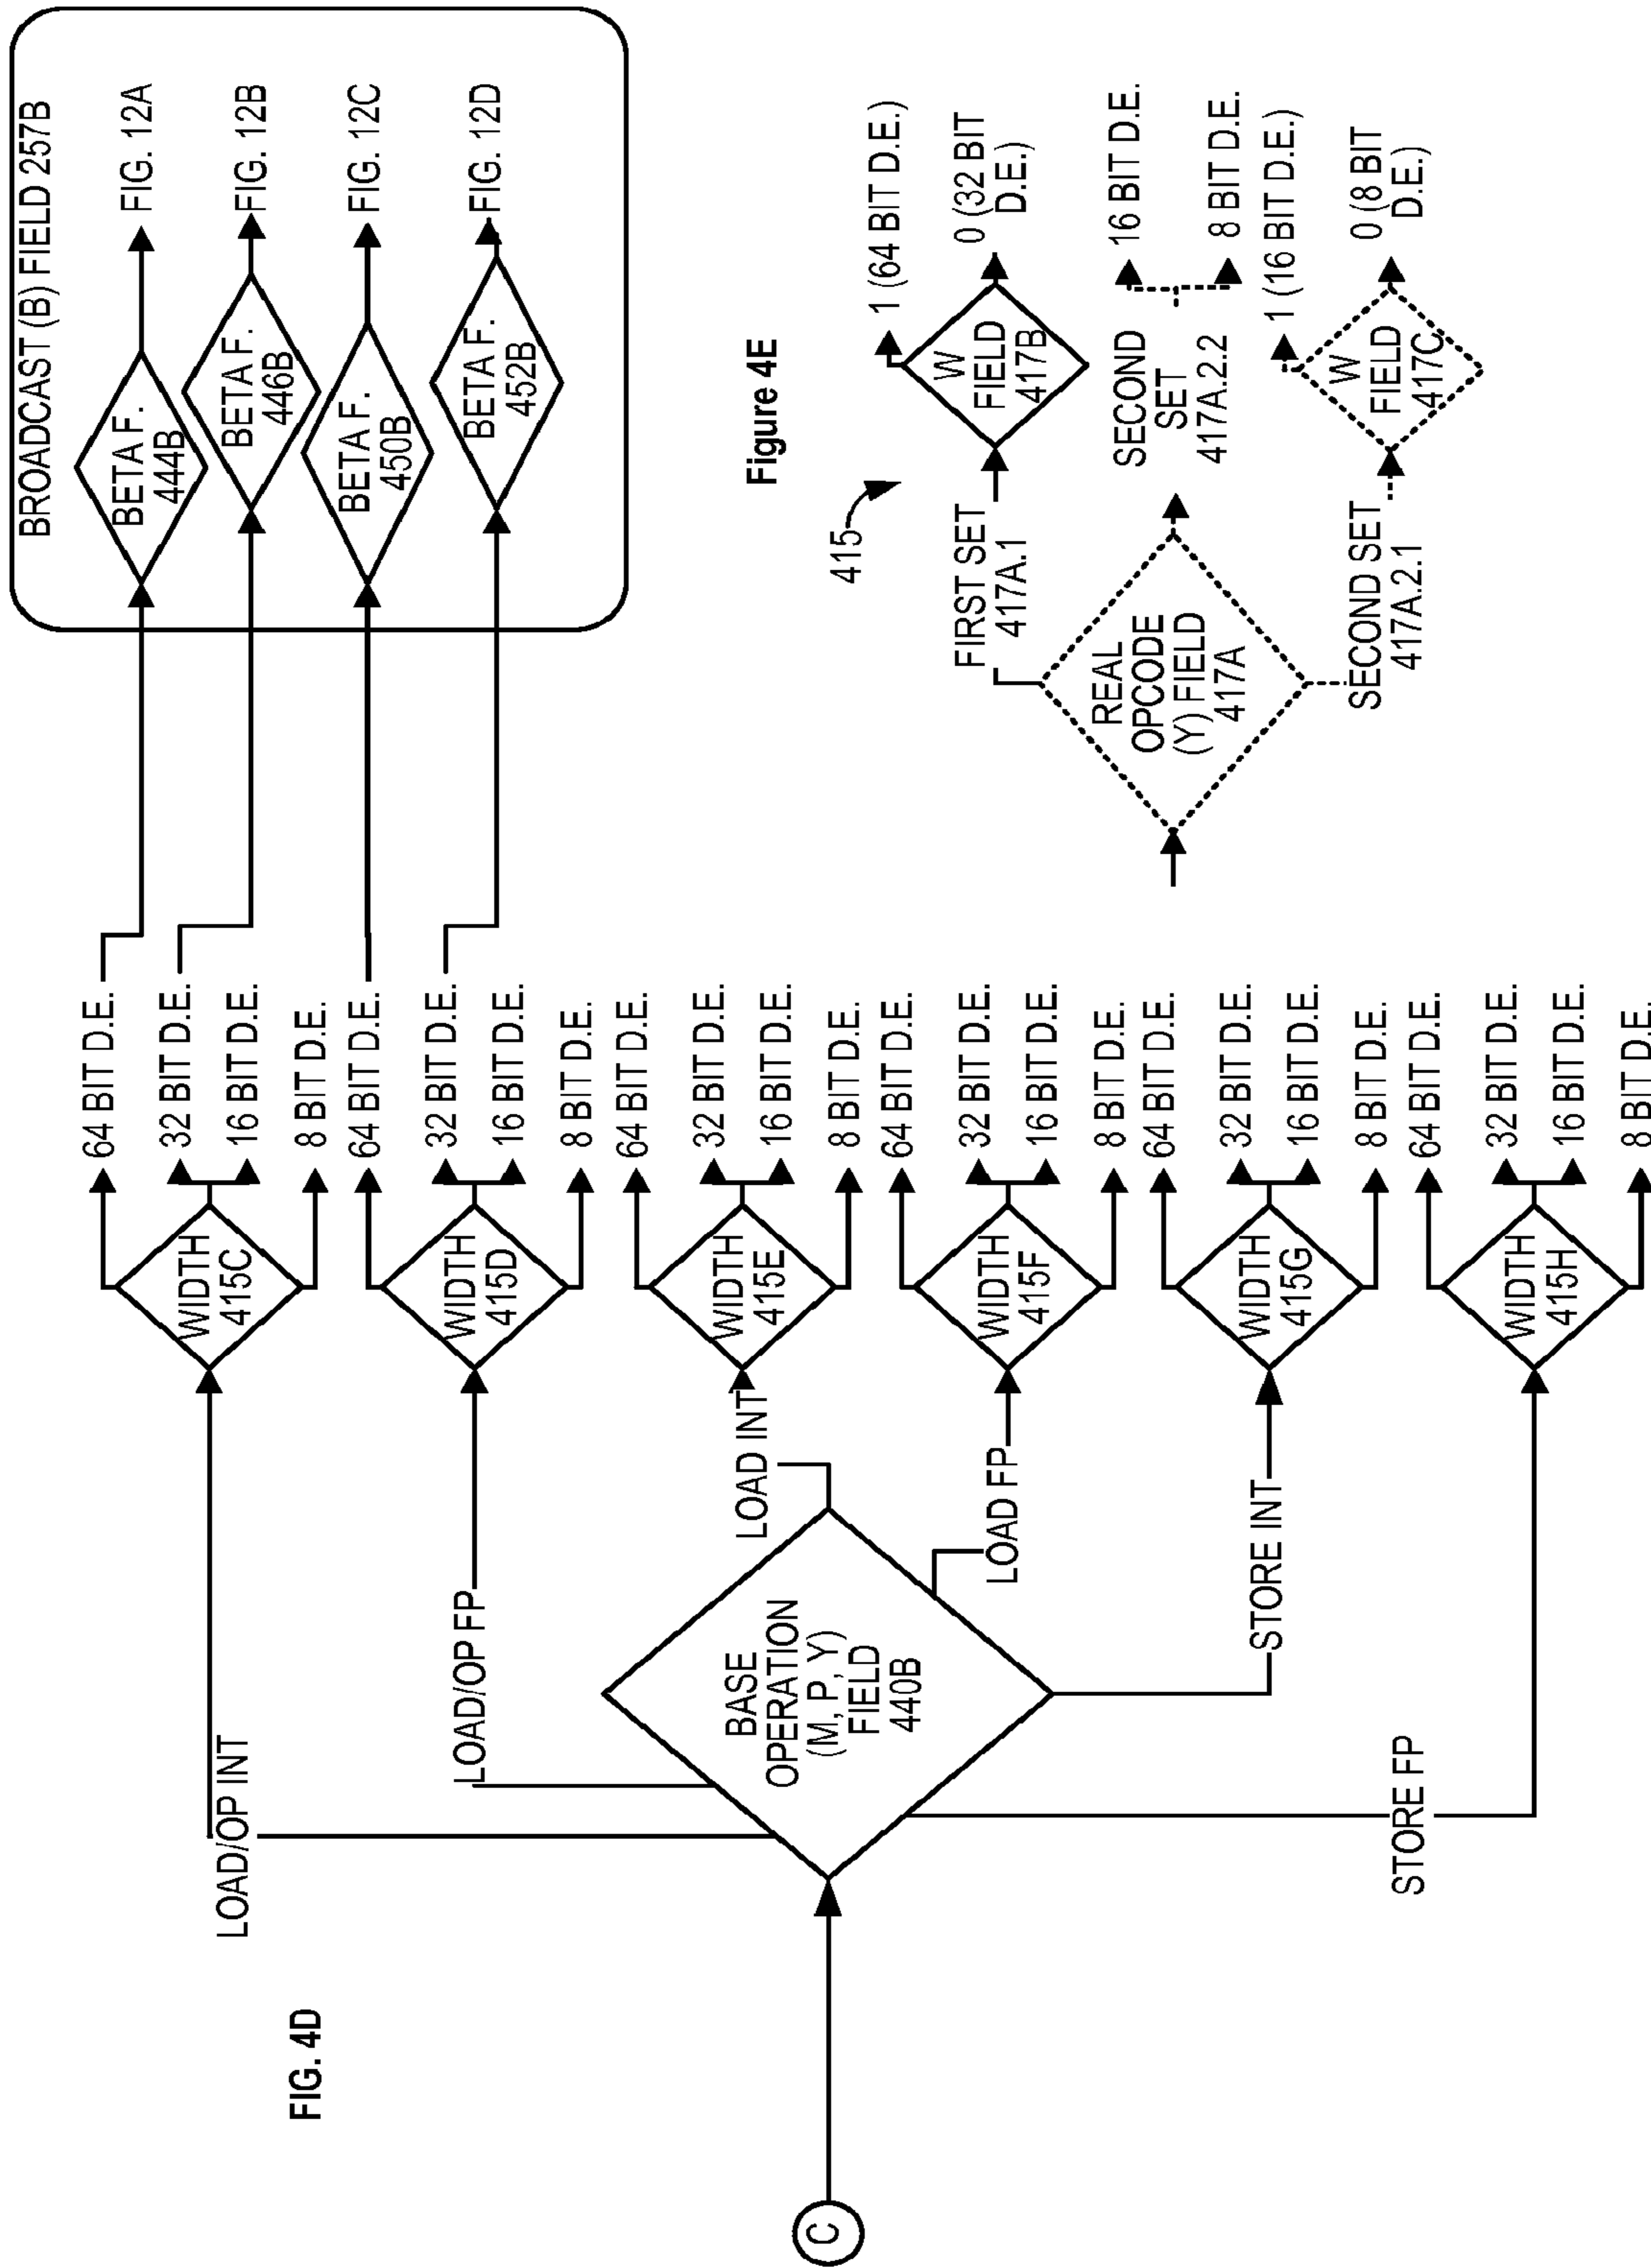 FIG. 4D
C
BASE
OPERATION
(M, P, Y)
FIELD
440B
LOAD/OP INT
LOAD/OP FP
LOAD INT
LOAD FP
STORE INT
STORE FP
WIDTH
415C
64 BIT D.E.
32 BIT D.E.
16 BIT D.E.
8 BIT D.E.
WIDTH
415D
64 BIT D.E.
32 BIT D.E.
16 BIT D.E.
8 BIT D.E.
WIDTH
415E
64 BIT D.E.
32 BIT D.E.
16 BIT D.E.
8 BIT D.E.
WIDTH
415F
64 BIT D.E.
32 BIT D.E.
16 BIT D.E.
8 BIT D.E.
WIDTH
415G
64 BIT D.E.
32 BIT D.E.
16 BIT D.E.
8 BIT D.E.
WIDTH
415H
64 BIT D.E.
32 BIT D.E.
16 BIT D.E.
8 BIT D.E.
BROADCAST (B) FIELD 257B
BETA F.
444B
FIG. 12A
BETA F.
446B
FIG. 12B
BETA F.
450B
FIG. 12C
BETA F.
452B
FIG. 12D
Figure 4E
415
REAL
OPCODE
(Y) FIELD
417A
FIRST SET
417A.1
W
FIELD
417B
1 (64 BIT D.E.)
0 (32 BIT
D.E.)
SECOND
SET
417A.2.2
16 BIT D.E.
8 BIT D.E.
SECOND SET
417A.2.1
W
FIELD
417C
1 (16 BIT D.E.)
0 (8 BIT
D.E.)